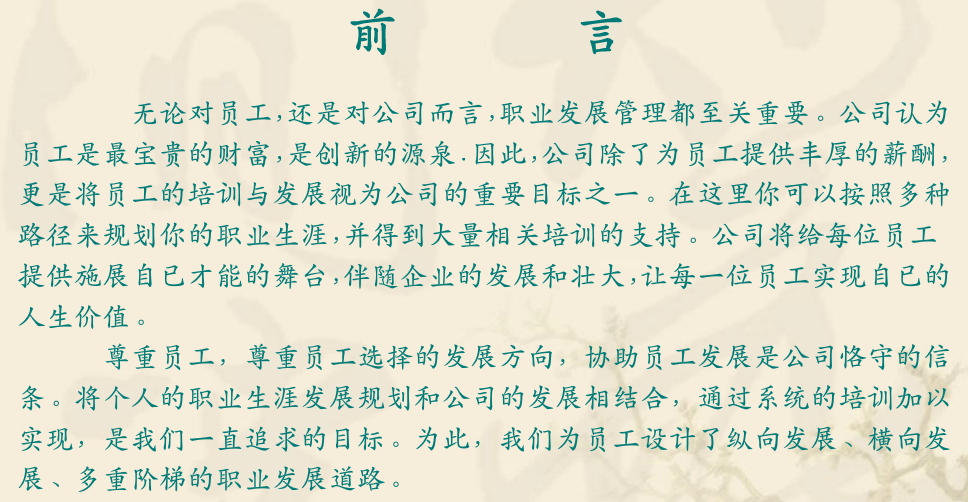 前 言
无论对员工,还是对公司而言,职业发展管理都至关重要。公司认为
员工是最宝贵的财富,是创新的源泉.因此,公司除了为员工提供丰厚的薪酬,
更是将员工的培训与发展视为公司的重要目标之一。在这里你可以按照多种
路径来规划你的职业生涯,并得到大量相关培训的支持。公司将给每位员工
提供施展自已才能的舞台,伴随企业的发展和壮大,让每一位员工实现自已的
人生价值。
尊重员工，尊重员工选择的发展方向，协助员工发展是公司恪守的信
条。将个人的职业生涯发展规划和公司的发展相结合，通过系统的培训加以
实现，是我们一直追求的目标。为此，我们为员工设计了纵向发展、横向发
展、多重阶梯的职业发展道路。